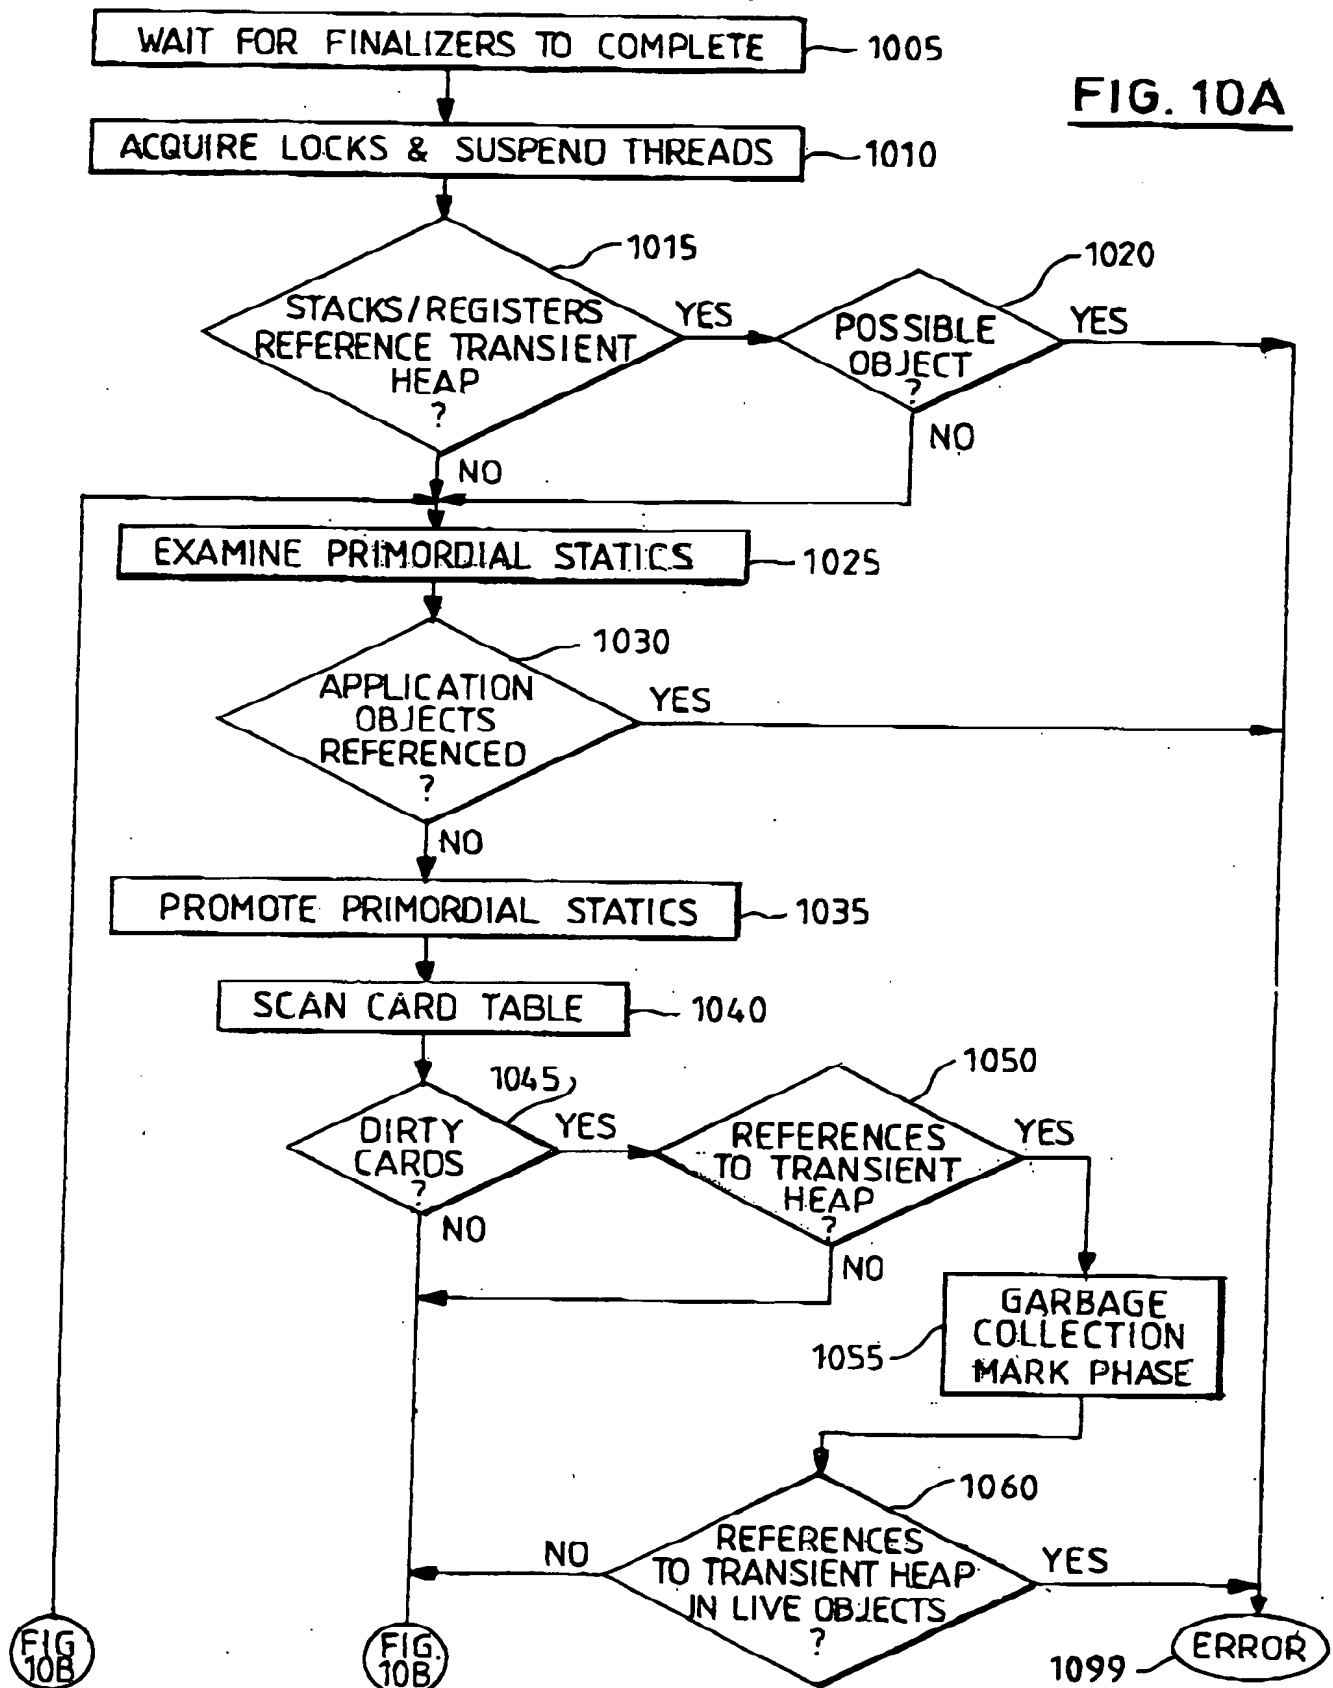 WAIT FOR FINALIZERS TO COMPLETE
1005
FIG. 10A
ACQUIRE LOCKS & SUSPEND THREADS
1010
1015
STACKS/REGISTERS
REFERENCE TRANSIENT
HEAP
?
YES
1020
POSSIBLE
OBJECT
?
YES
NO
NO
EXAMINE PRIMORDIAL STATICS
1025
1030
APPLICATION
OBJECTS
REFERENCED
?
YES
NO
PROMOTE PRIMORDIAL STATICS
1035
SCAN CARD TABLE
1040
1045
DIRTY
CARDS
?
YES
NO
1050
REFERENCES
TO TRANSIENT
HEAP
?
YES
NO
GARBAGE
COLLECTION
MARK PHASE
1055
1060
REFERENCES
TO TRANSIENT HEAP
IN LIVE OBJECTS
?
NO
YES
FIG
10B
FIG.
10B
ERROR
1099